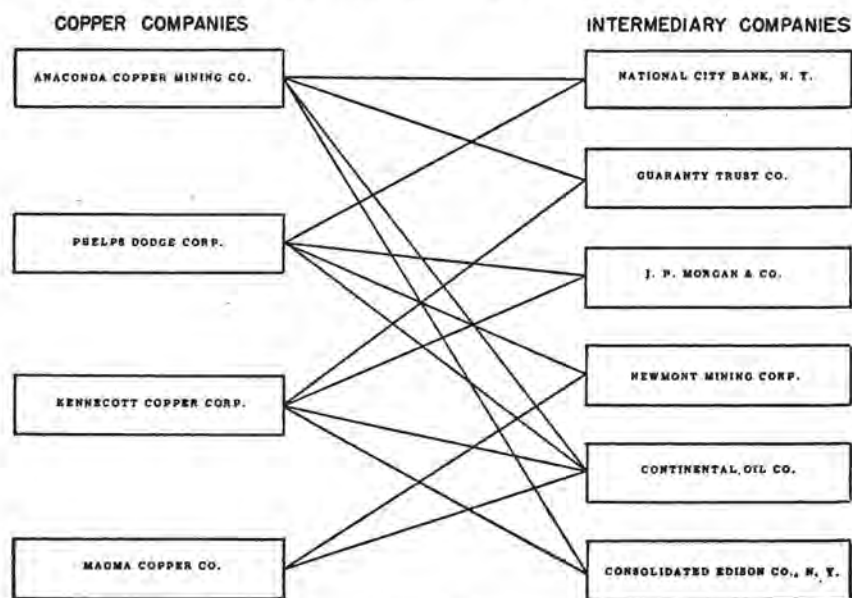 COPPER COMPANIES
INTERMEDIARY COMPANIES
ANACONDA COPPER MINING CO.
NATIONAL CITY BANK, N. Y.
GUARANTY TRUST CO.
PHELPS DODGE CORP.
J. P. MORGAN & CO.
NEWMONT MINING CORP.
KENNECOTT COPPER CORP.
CONTINENTAL OIL CO.
MAGMA COPPER CO.
CONSOLIDATED EDISON CO., N. Y.